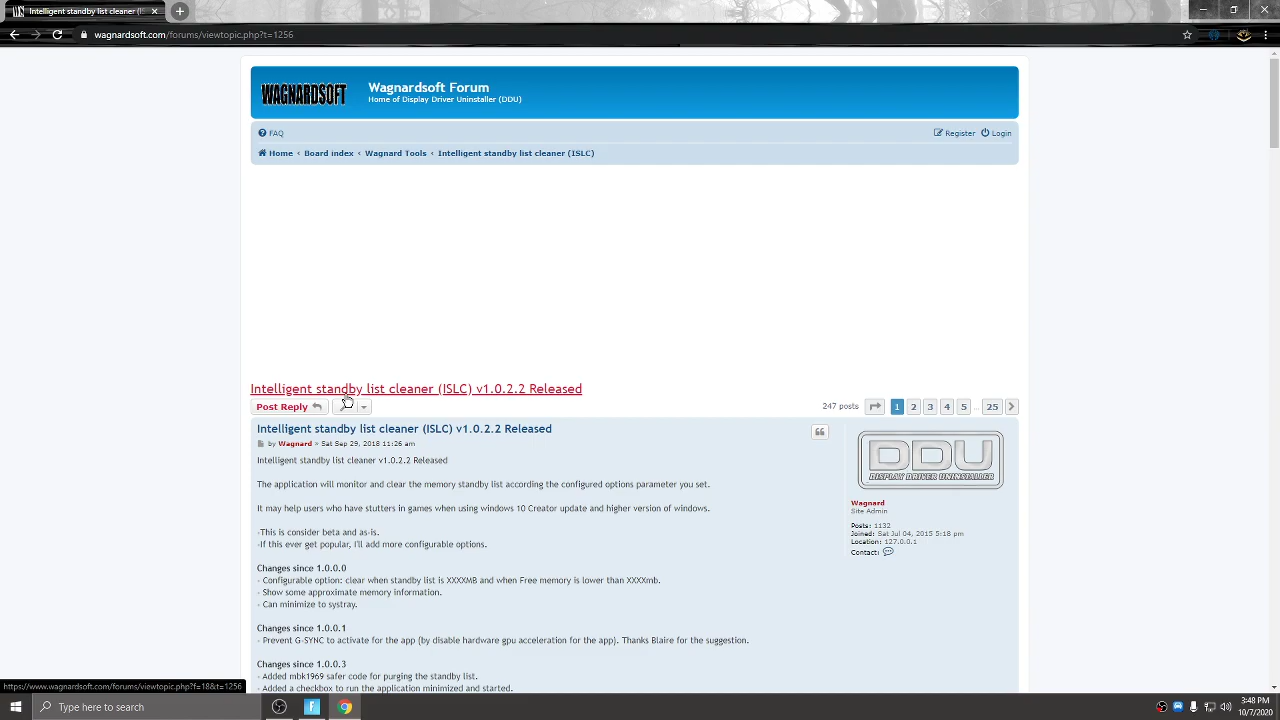 Intelligent standby list cleaner (IS
wagnardsoft.com/forums/viewtopic.php?t=1256
WAGNARDSOFT
Wagnardsoft Forum
Home of Display Driver Uninstaller (DDU)
FAQ
Register
Login
Home ‹ Board index ‹ Wagnard Tools ‹ Intelligent standby list cleaner (ISLC)
Intelligent standby list cleaner (ISLC) v1.0.2.2 Released
Post Reply
247 posts
1 2 3 4 5 … 25
Intelligent standby list cleaner (ISLC) v1.0.2.2 Released
by Wagnard » Sat Sep 29, 2018 11:26 am
Intelligent standby list cleaner v1.0.2.2 Released
The application will monitor and clear the memory standby list according the configured options parameter you set.
It may help users who have stutters in games when using windows 10 Creator update and higher version of windows.
-This is consider beta and as-is.
-If this ever get popular, I'll add more configurable options.
Changes since 1.0.0.0
- Configurable option: clear when standby list is XXXXMB and when Free memory is lower than XXXXmb.
- Show some approximate memory information.
- Can minimize to systray.
Changes since 1.0.0.1
- Prevent G-SYNC to activate for the app (by disable hardware gpu acceleration for the app). Thanks Blaire for the suggestion.
Changes since 1.0.0.3
- Added mbk1969 safer code for purging the standby list.
- Added a checkbox to run the application minimized and started.
DDU
DISPLAY DRIVER UNINSTALLER
Wagnard
Site Admin
Posts: 1132
Joined: Sat Jul 04, 2015 5:18 pm
Location: 127.0.0.1
Contact:
https://www.wagnardsoft.com/forums/viewtopic.php?f=18&t=1256
Type here to search
3:48 PM
10/7/2020